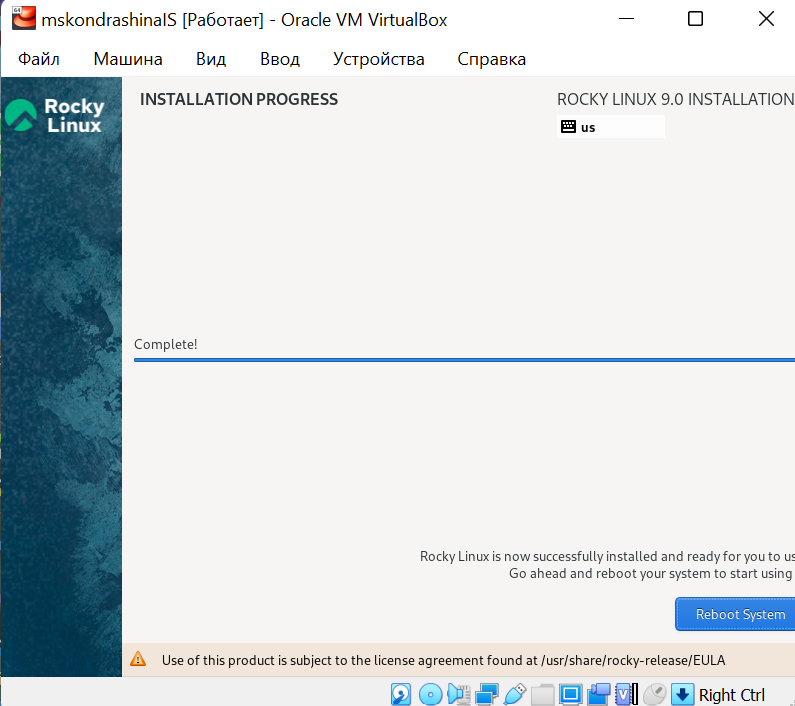 mskondrashinaIS [Работает] - Oracle VM VirtualBox
Файл Машина Вид Ввод Устройства Справка
Rocky
Linux
INSTALLATION PROGRESS
ROCKY LINUX 9.0 INSTALLATION
us
Complete!
Rocky Linux is now successfully installed and ready for you to us
Go ahead and reboot your system to start using
Reboot System
Use of this product is subject to the license agreement found at /usr/share/rocky-release/EULA
Right Ctrl